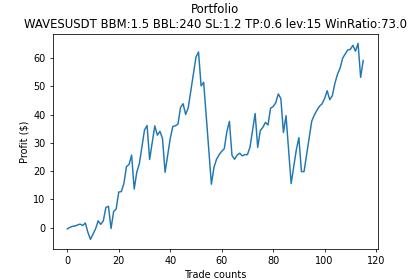 Portfolio
WAVESUSDT BBM:1.5 BBL:240 SL:1.2 TP:0.6 lev:15 WinRatio:73.0
Profit ($)
60
50
40
30
20
10
0
0 20 40 60 80 100 120
Trade counts